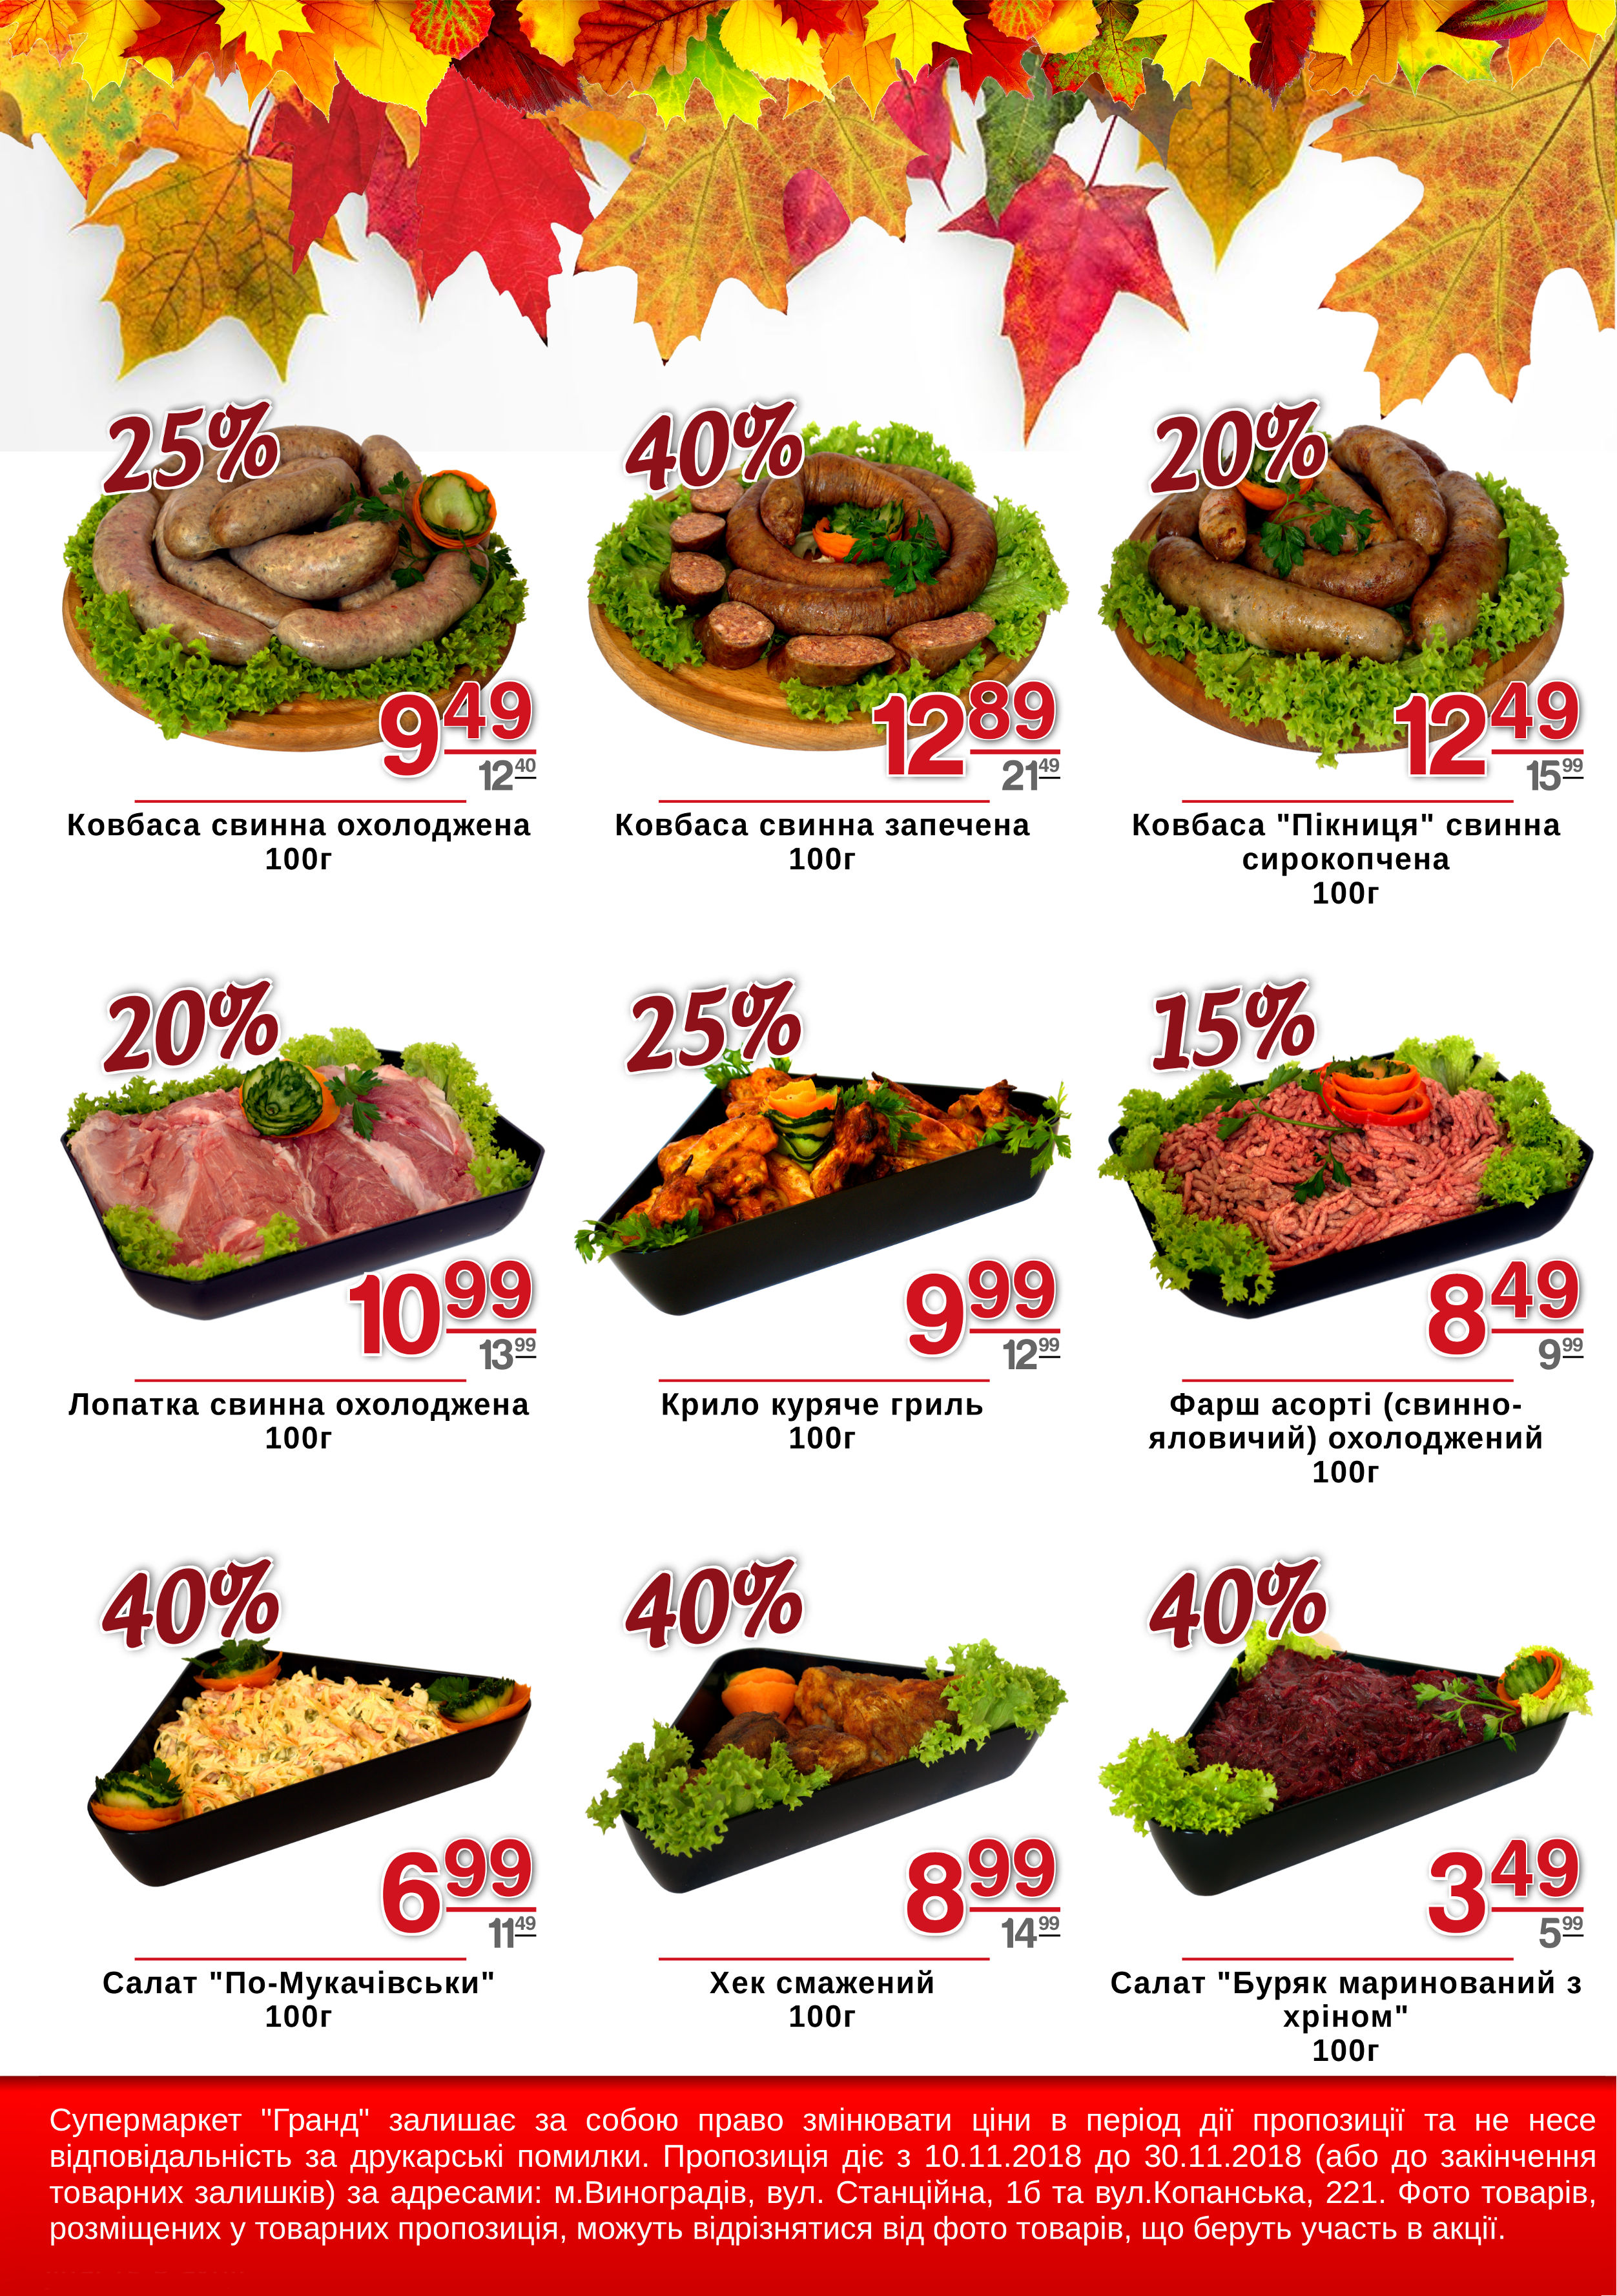 25%
40%
20%
9 49
12 40
12 89
21 49
12 49
15 99
Ковбаса свинна охолоджена
100г
Ковбаса свинна запечена
100г
Ковбаса "Пікниця" свинна
сирокопчена
100г
20%
25%
15%
10 99
13 99
9 99
12 99
8 49
9 99
Лопатка свинна охолоджена
100г
Крило куряче гриль
100г
Фарш асорті (свинно-
яловичий) охолоджений
100г
40%
40%
40%
6 99
11 49
8 99
14 99
3 49
5 99
Салат "По-Мукачівськи"
100г
Хек смажений
100г
Салат "Буряк маринований з
хріном"
100г
Супермаркет "Гранд" залишає за собою право змінювати ціни в період дії пропозиції та не несе
відповідальність за друкарські помилки. Пропозиція діє з 10.11.2018 до 30.11.2018 (або до закінчення
товарних залишків) за адресами: м.Виноградів, вул. Станційна, 1б та вул.Копанська, 221. Фото товарів,
розміщених у товарних пропозиція, можуть відрізнятися від фото товарів, що беруть участь в акції.